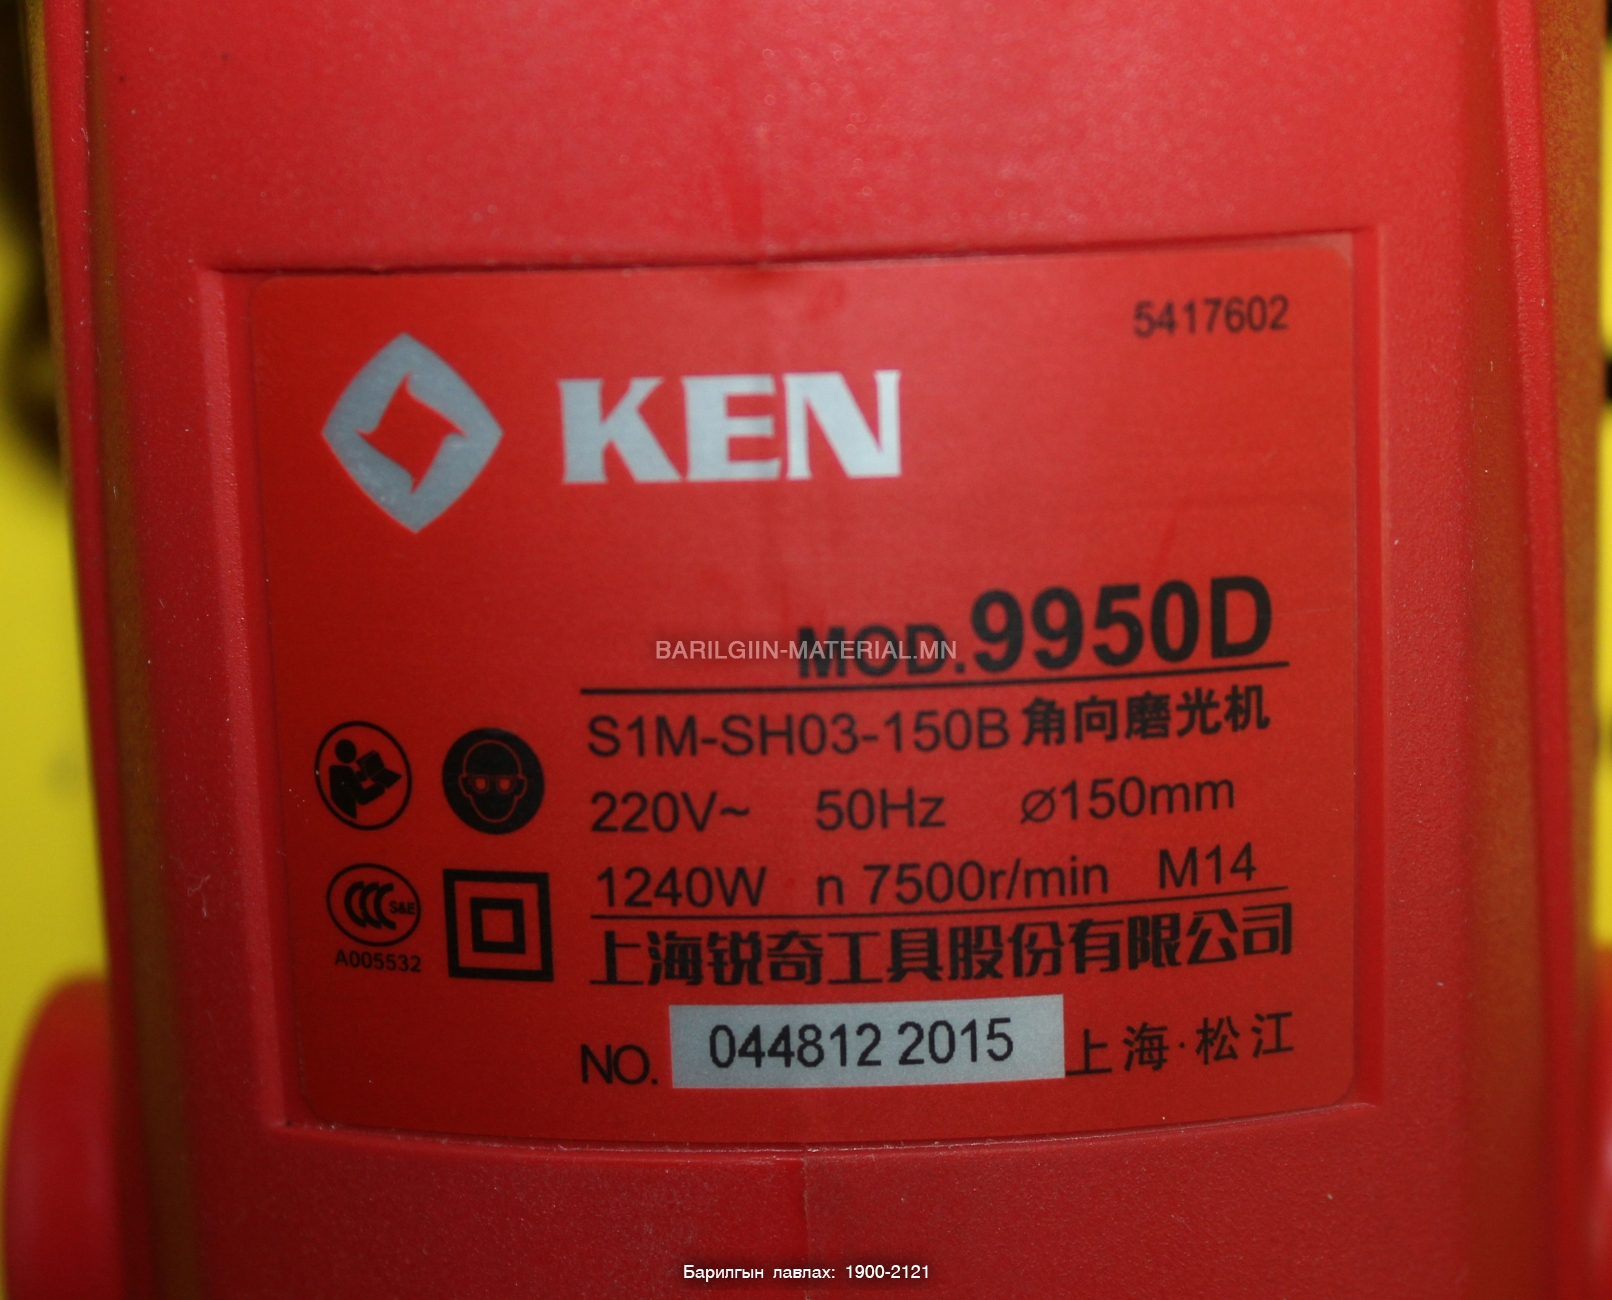 5417602
KEN
MOD.9950D
BARILGIIN-MATERIAL.MN
S1M-SH03-150B 角向磨光机
220V~ 50Hz ⌀150mm
1240W n 7500r/min M14
S&E
A005532
上海锐奇工具股份有限公司
NO. 044812 2015 上海·松江
Барилгын лавлах: 1900-2121